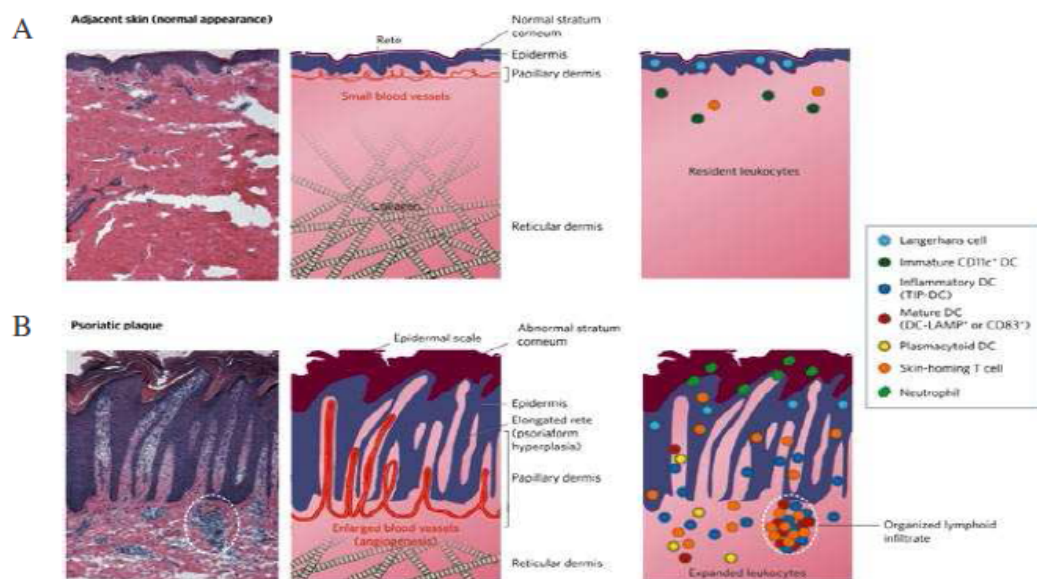 A
Adjacent skin (normal appearance)
Rete
Normal stratum
corneum
Epidermis
Papillary dermis
Small blood vessels
Collagen
Reticular dermis
Resident leukocytes
Langerhans cell
Immature CD11c⁺ DC
Inflammatory DC
(TIP-DC)
Mature DC
(DC-LAMP⁺ or CD83⁺)
Plasmacytoid DC
Skin-homing T cell
Neutrophil
B
Psoriatic plaque
Epidermal scale
Abnormal stratum
corneum
Epidermis
Elongated rete
(psoriaform
hyperplasia)
Papillary dermis
Enlarged blood vessels
(angiogenesis)
Reticular dermis
Organized lymphoid
infiltrate
Expanded leukocytes